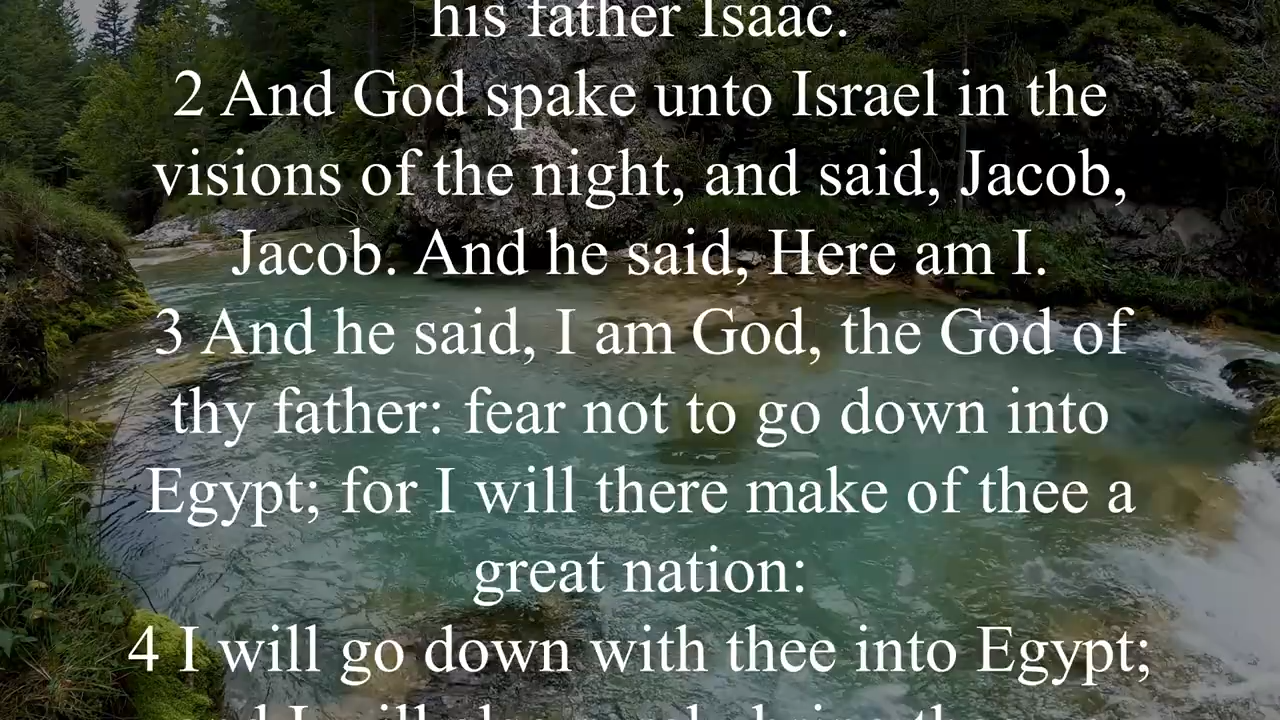 his father Isaac.
2 And God spake unto Israel in the
visions of the night, and said, Jacob,
Jacob. And he said, Here am I.
3 And he said, I am God, the God of
thy father: fear not to go down into
Egypt; for I will there make of thee a
great nation:
4 I will go down with thee into Egypt;